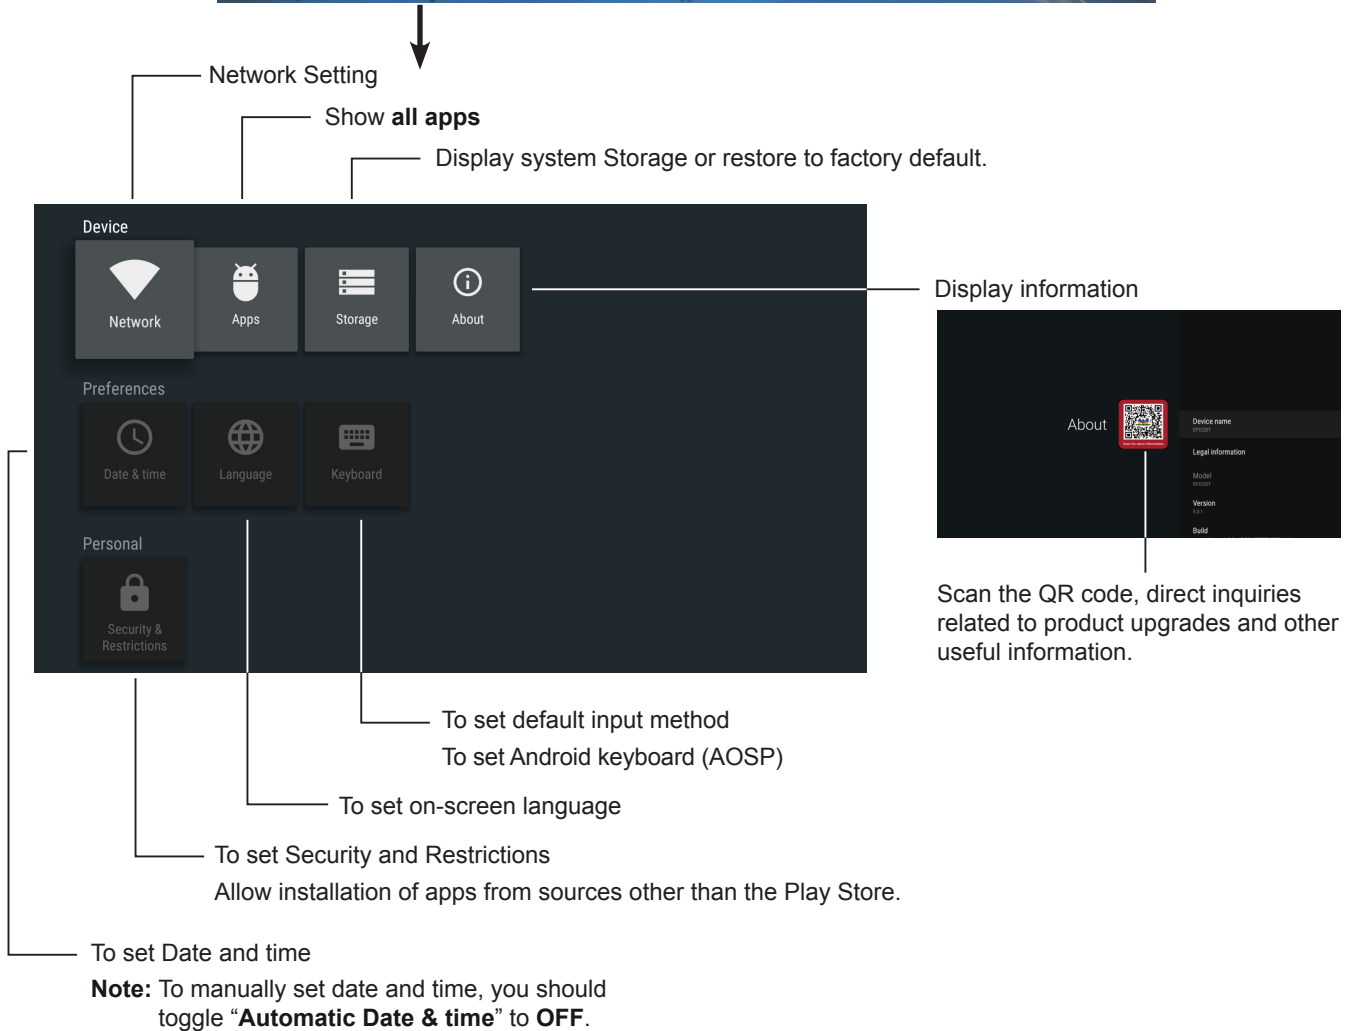 Network Setting
Show all apps
Display system Storage or restore to factory default.
Device
Network
Apps
Storage
About
Display information
Preferences
Date & time
Language
Keyboard
About
Device name
Legal information
Model
Version
9.0.1
Build
Personal
Security &
Restrictions
Scan the QR code, direct inquiries
related to product upgrades and other
useful information.
To set default input method
To set Android keyboard (AOSP)
To set on-screen language
To set Security and Restrictions
Allow installation of apps from sources other than the Play Store.
To set Date and time
Note: To manually set date and time, you should
toggle “Automatic Date & time” to OFF.